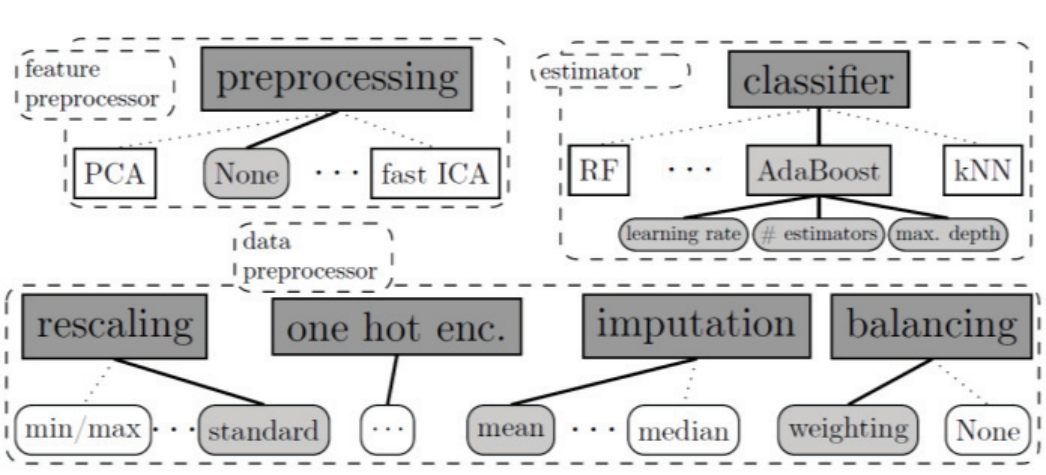 feature
preprocessor
preprocessing
PCA
None
···
fast ICA
estimator
classifier
RF
···
AdaBoost
kNN
learning rate
# estimators
max. depth
data
preprocessor
rescaling
one hot enc.
imputation
balancing
min/max
···
standard
···
mean
···
median
weighting
None